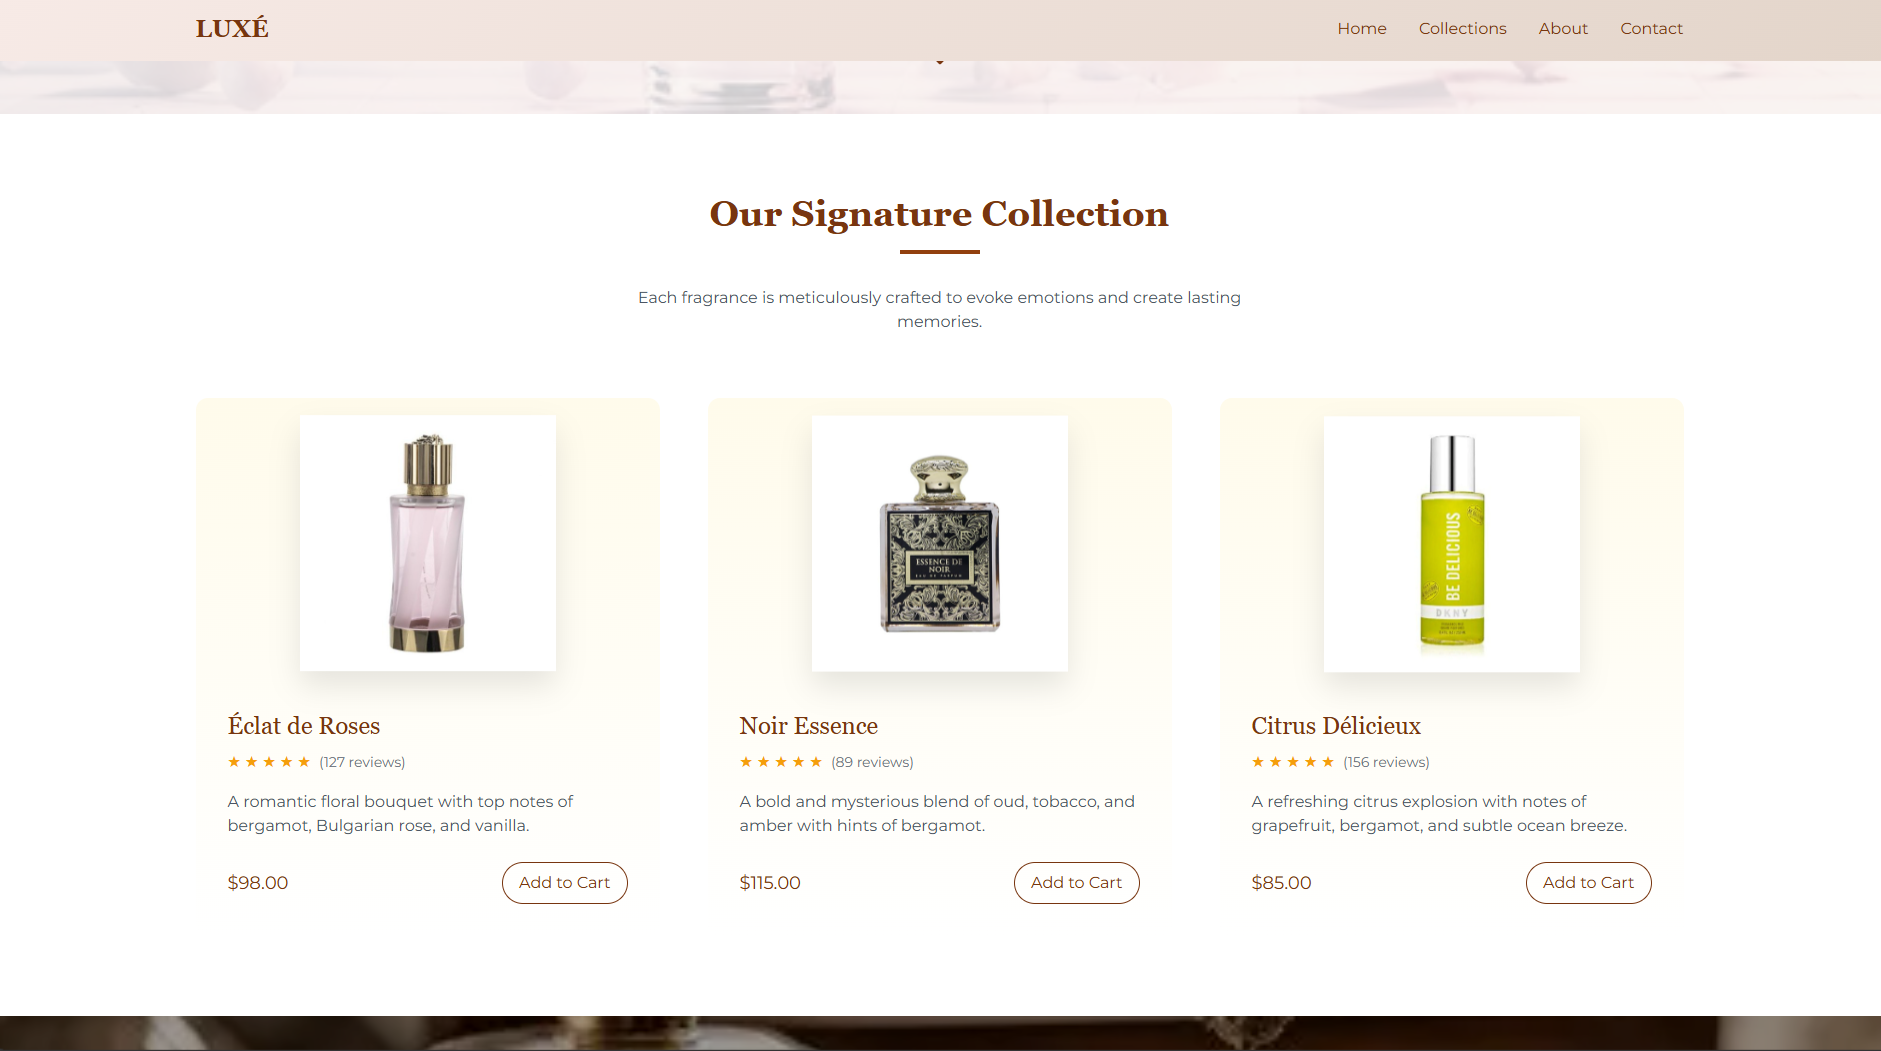 LUXÉ
Home Collections About Contact
Our Signature Collection
Each fragrance is meticulously crafted to evoke emotions and create lasting
memories.
ESSENCE DE
NOIR
EAU DE PARFUM
BE DELICIOUS
DKNY
Éclat de Roses
★★★★★ (127 reviews)
A romantic floral bouquet with top notes of
bergamot, Bulgarian rose, and vanilla.
$98.00 Add to Cart
Noir Essence
★★★★★ (89 reviews)
A bold and mysterious blend of oud, tobacco, and
amber with hints of bergamot.
$115.00 Add to Cart
Citrus Délicieux
★★★★★ (156 reviews)
A refreshing citrus explosion with notes of
grapefruit, bergamot, and subtle ocean breeze.
$85.00 Add to Cart